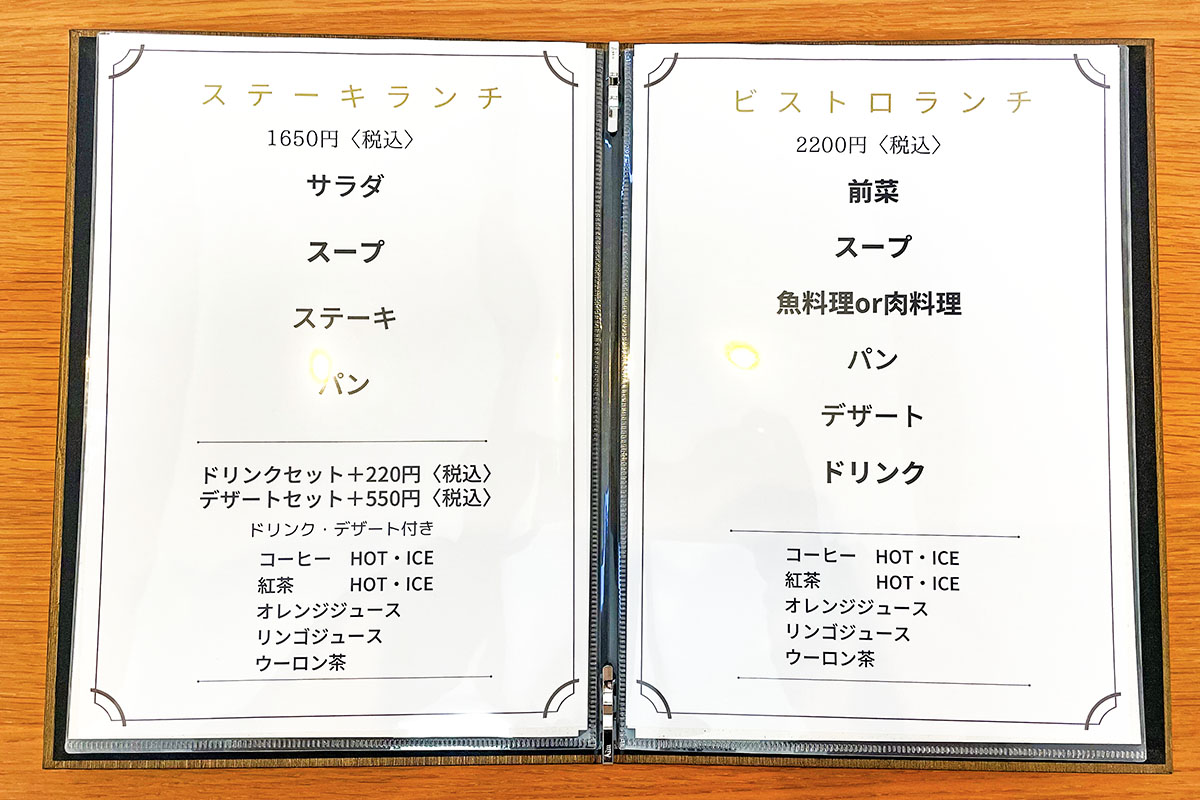 ステーキランチ
1650円〈税込〉
サラダ
スープ
ステーキ
パン
ドリンクセット＋220円〈税込〉
デザートセット＋550円〈税込〉
ドリンク・デザート付き
コーヒー HOT・ICE
紅茶 HOT・ICE
オレンジジュース
リンゴジュース
ウーロン茶
ビストロランチ
2200円〈税込〉
前菜
スープ
魚料理or肉料理
パン
デザート
ドリンク
コーヒー HOT・ICE
紅茶 HOT・ICE
オレンジジュース
リンゴジュース
ウーロン茶